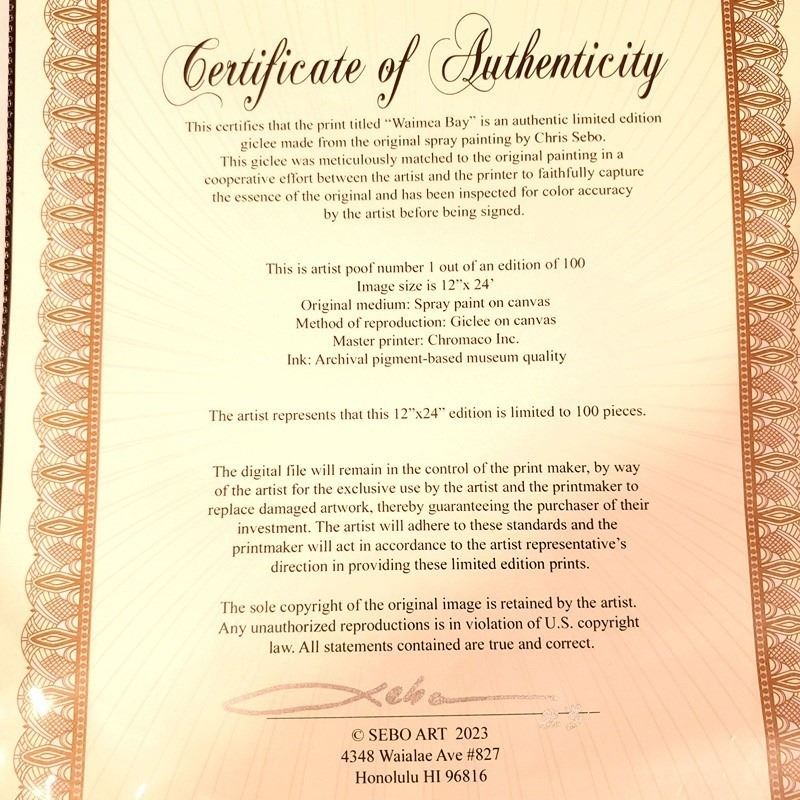 Certificate of Authenticity
This certifies that the print titled “Waimea Bay” is an authentic limited edition
giclee made from the original spray painting by Chris Sebo.
This giclee was meticulously matched to the original painting in a
cooperative effort between the artist and the printer to faithfully capture
the essence of the original and has been inspected for color accuracy
by the artist before being signed.
This is artist poof number 1 out of an edition of 100
Image size is 12”x 24’
Original medium: Spray paint on canvas
Method of reproduction: Giclee on canvas
Master printer: Chromaco Inc.
Ink: Archival pigment-based museum quality
The artist represents that this 12”x24” edition is limited to 100 pieces.
The digital file will remain in the control of the print maker, by way
of the artist for the exclusive use by the artist and the printmaker to
replace damaged artwork, thereby guaranteeing the purchaser of their
investment. The artist will adhere to these standards and the
printmaker will act in accordance to the artist representative’s
direction in providing these limited edition prints.
The sole copyright of the original image is retained by the artist.
Any unauthorized reproductions is in violation of U.S. copyright
law. All statements contained are true and correct.
Sebo
© SEBO ART 2023
4348 Waialae Ave #827
Honolulu HI 96816